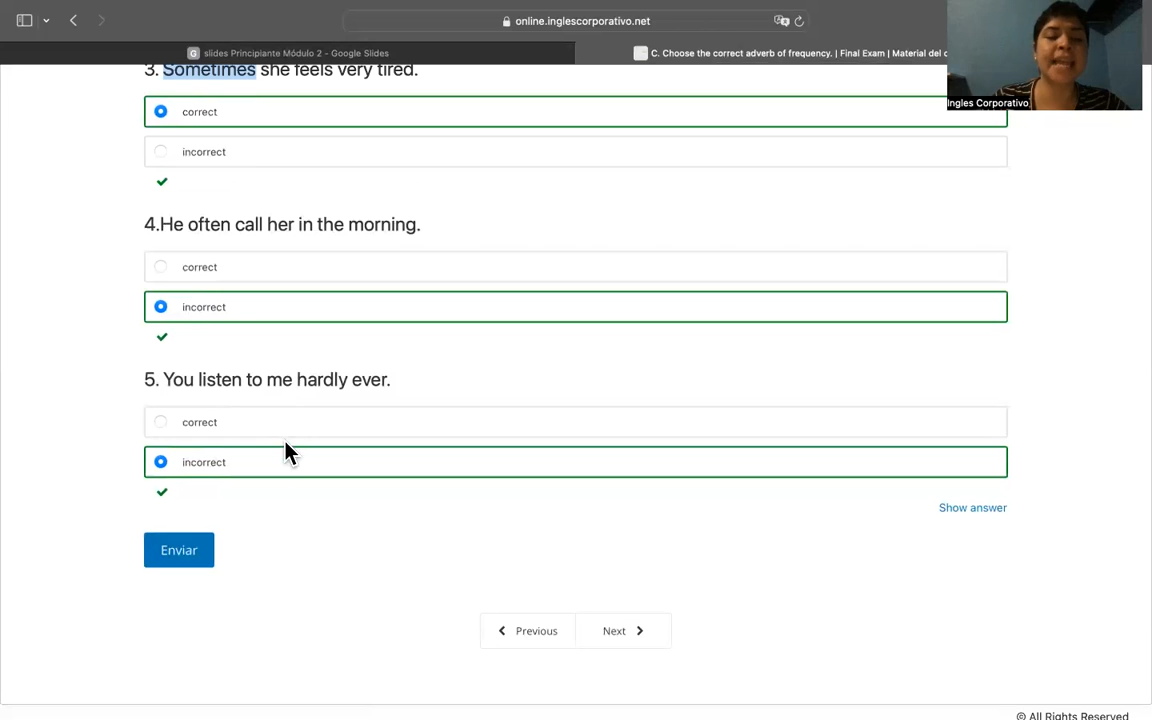 online.inglescorporativo.net
G slides Principiante Módulo 2 - Google Slides
C. Choose the correct adverb of frequency. | Final Exam | Material del c
Ingles Corporativo
3. Sometimes she feels very tired.
correct
incorrect
4.He often call her in the morning.
correct
incorrect
5. You listen to me hardly ever.
correct
incorrect
Show answer
Enviar
Previous
Next
© All Rights Reserved